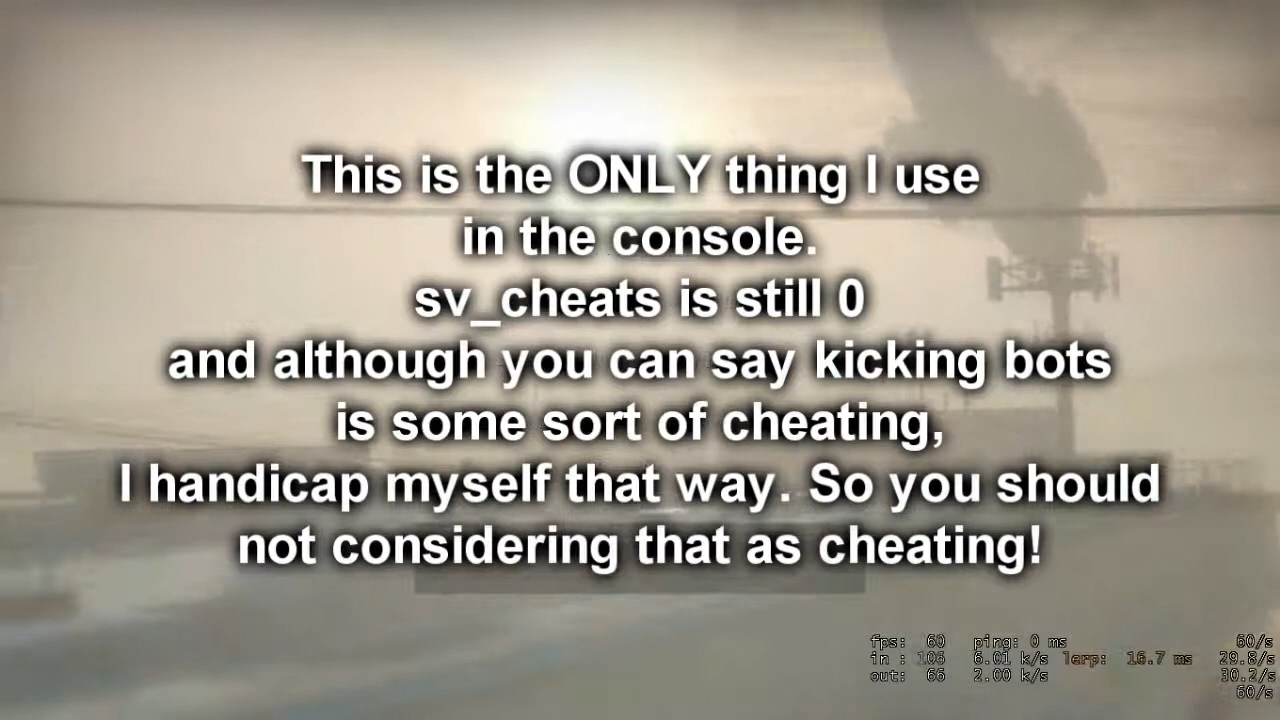 This is the ONLY thing I use
in the console.
sv_cheats is still 0
and although you can say kicking bots
is some sort of cheating,
I handicap myself that way. So you should
not considering that as cheating!
fps: 60 ping: 0 ms 60/s
in : 106 6.01 k/s lerp: 16.7 ms 29.8/s
out: 66 2.00 k/s 30.2/s
60/s